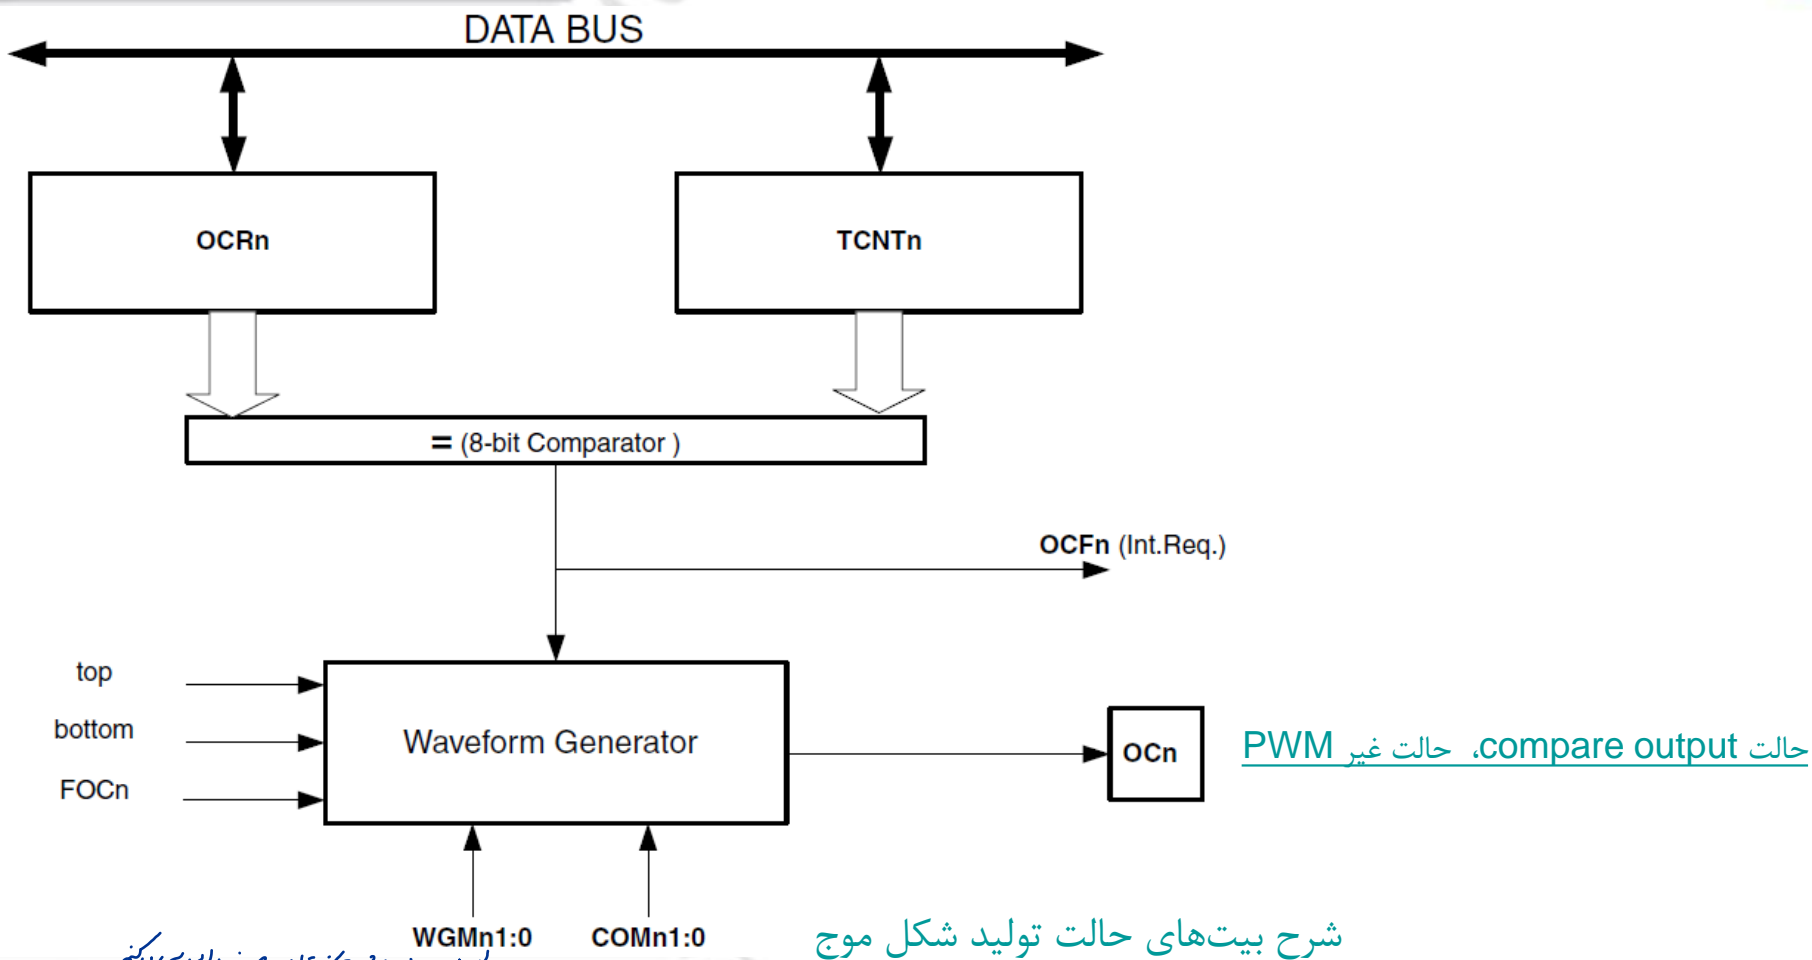 DATA BUS
OCRn
TCNTn
= (8-bit Comparator )
OCFn (Int.Req.)
top
bottom
FOCn
Waveform Generator
OCn
حالت compare output، حالت غیر PWM
WGMn1:0
COMn1:0
شرح بیت‌های حالت تولید شکل موج